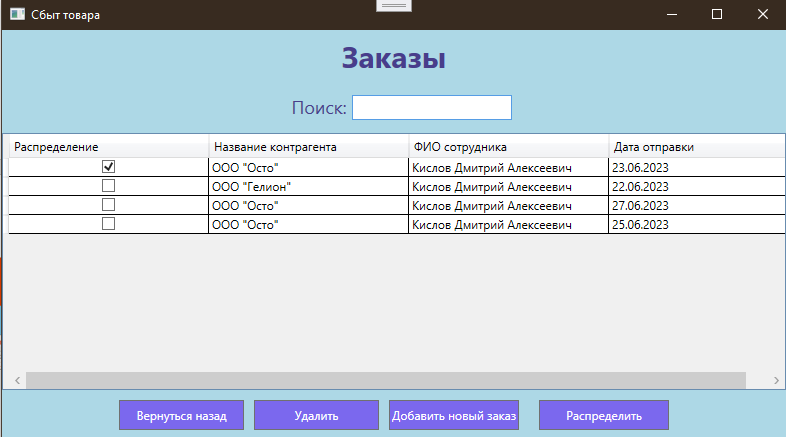 Сбыт товара
Заказы
Поиск:
Распределение Название контрагента ФИО сотрудника Дата отправки
ООО "Осто" Кислов Дмитрий Алексеевич 23.06.2023
ООО "Гелион" Кислов Дмитрий Алексеевич 22.06.2023
ООО "Осто" Кислов Дмитрий Алексеевич 27.06.2023
ООО "Осто" Кислов Дмитрий Алексеевич 25.06.2023
Вернуться назад Удалить Добавить новый заказ Распределить